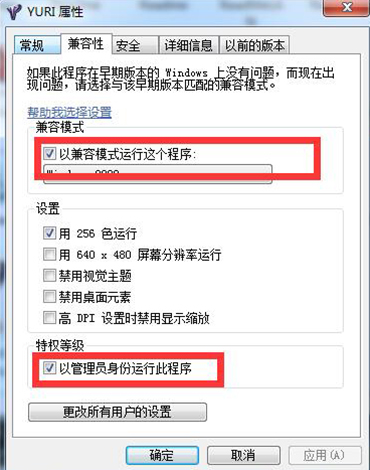 YURI 属性
常规
兼容性
安全
详细信息
以前的版本
如果此程序在早期版本的 Windows 上没有问题，而现在出
现问题，请选择与该早期版本匹配的兼容模式。
帮助我选择设置
兼容模式
以兼容模式运行这个程序:
设置
用 256 色运行
用 640 x 480 屏幕分辨率运行
禁用视觉主题
禁用桌面元素
高 DPI 设置时禁用显示缩放
特权等级
以管理员身份运行此程序
更改所有用户的设置
确定
取消
应用(A)